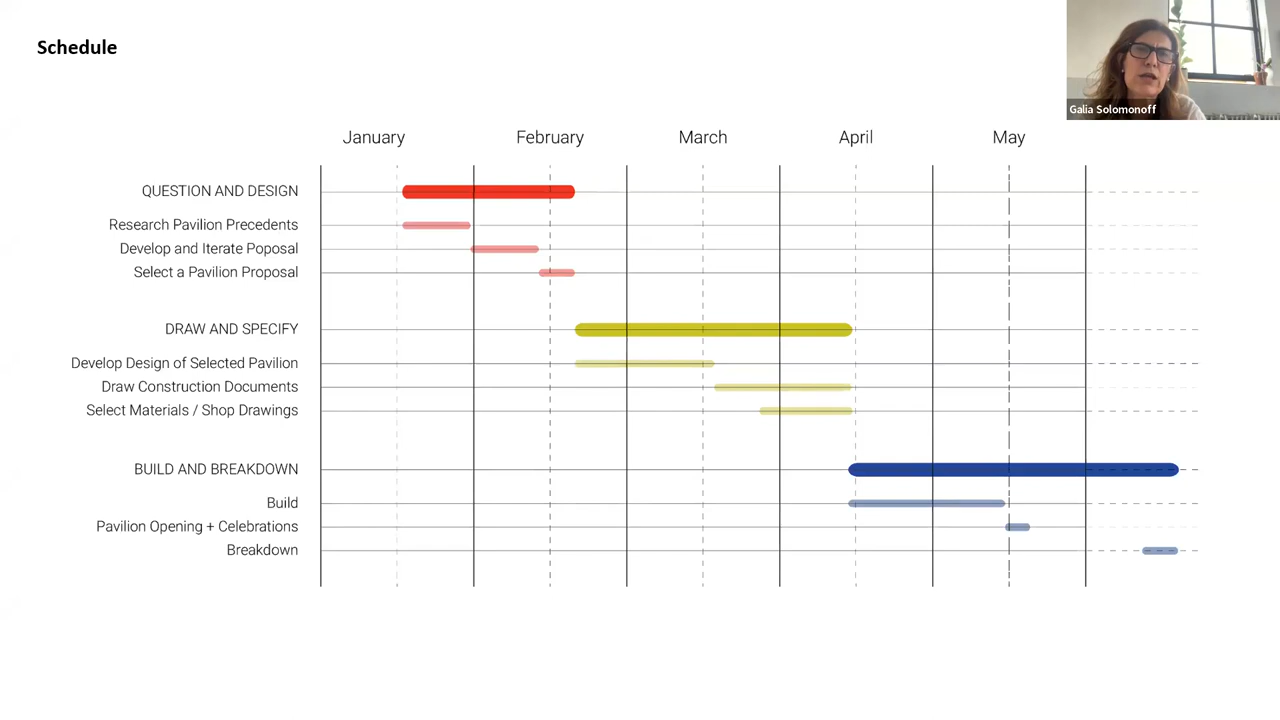 Schedule
Galia Solomonoff
January February March April May
QUESTION AND DESIGN
Research Pavilion Precedents
Develop and Iterate Poposal
Select a Pavilion Proposal
DRAW AND SPECIFY
Develop Design of Selected Pavilion
Draw Construction Documents
Select Materials / Shop Drawings
BUILD AND BREAKDOWN
Build
Pavilion Opening + Celebrations
Breakdown